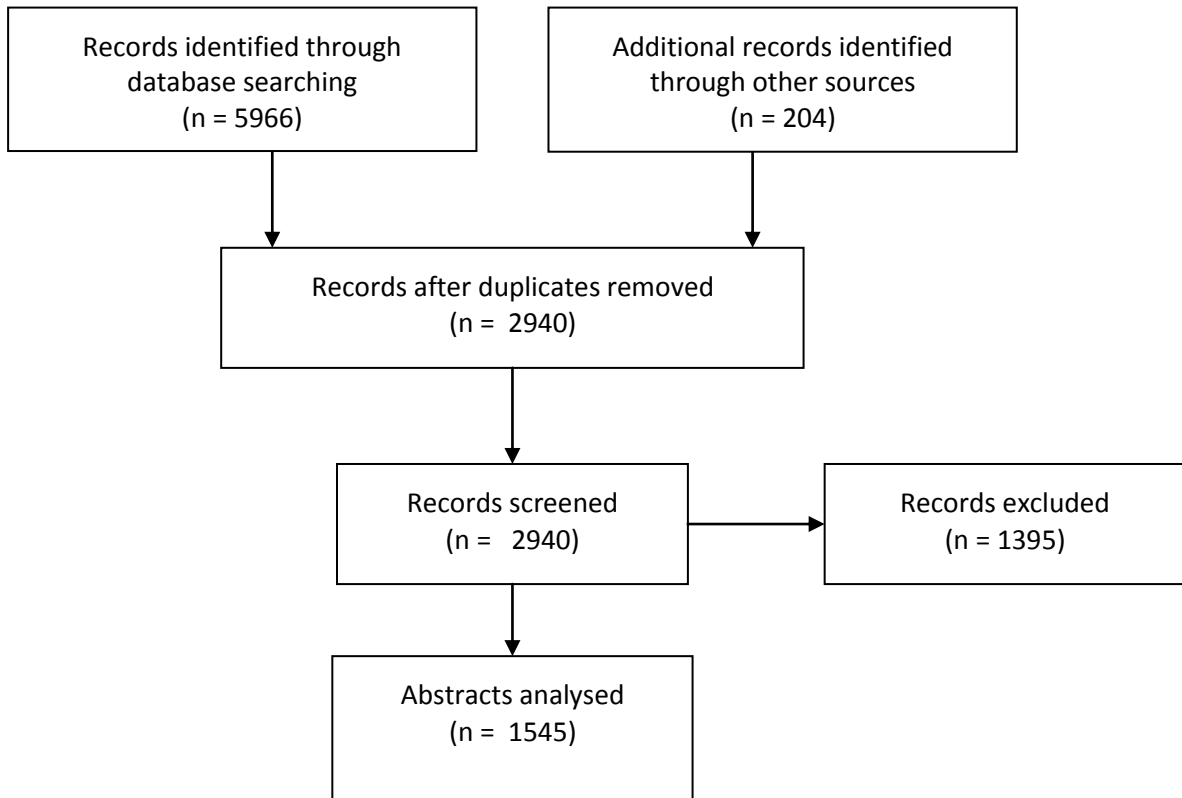 Records identified through
database searching
(n = 5966)
Additional records identified
through other sources
(n = 204)
Records after duplicates removed
(n = 2940)
Records screened
(n = 2940)
Records excluded
(n = 1395)
Abstracts analysed
(n = 1545)